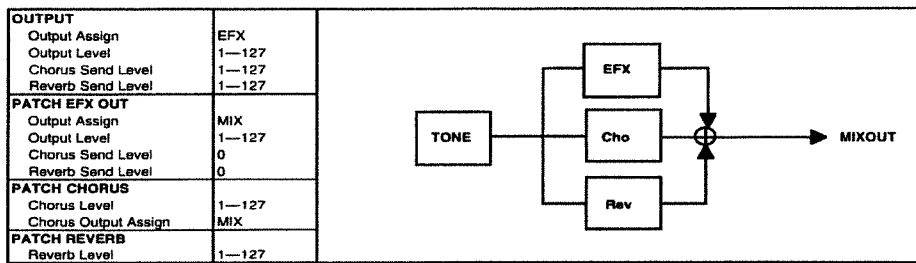 OUTPUT
Output Assign EFX
Output Level 1—127
Chorus Send Level 1—127
Reverb Send Level 1—127
PATCH EFX OUT
Output Assign MIX
Output Level 1—127
Chorus Send Level 0
Reverb Send Level 0
PATCH CHORUS
Chorus Level 1—127
Chorus Output Assign MIX
PATCH REVERB
Reverb Level 1—127
EFX
TONE Cho MIXOUT
Rev